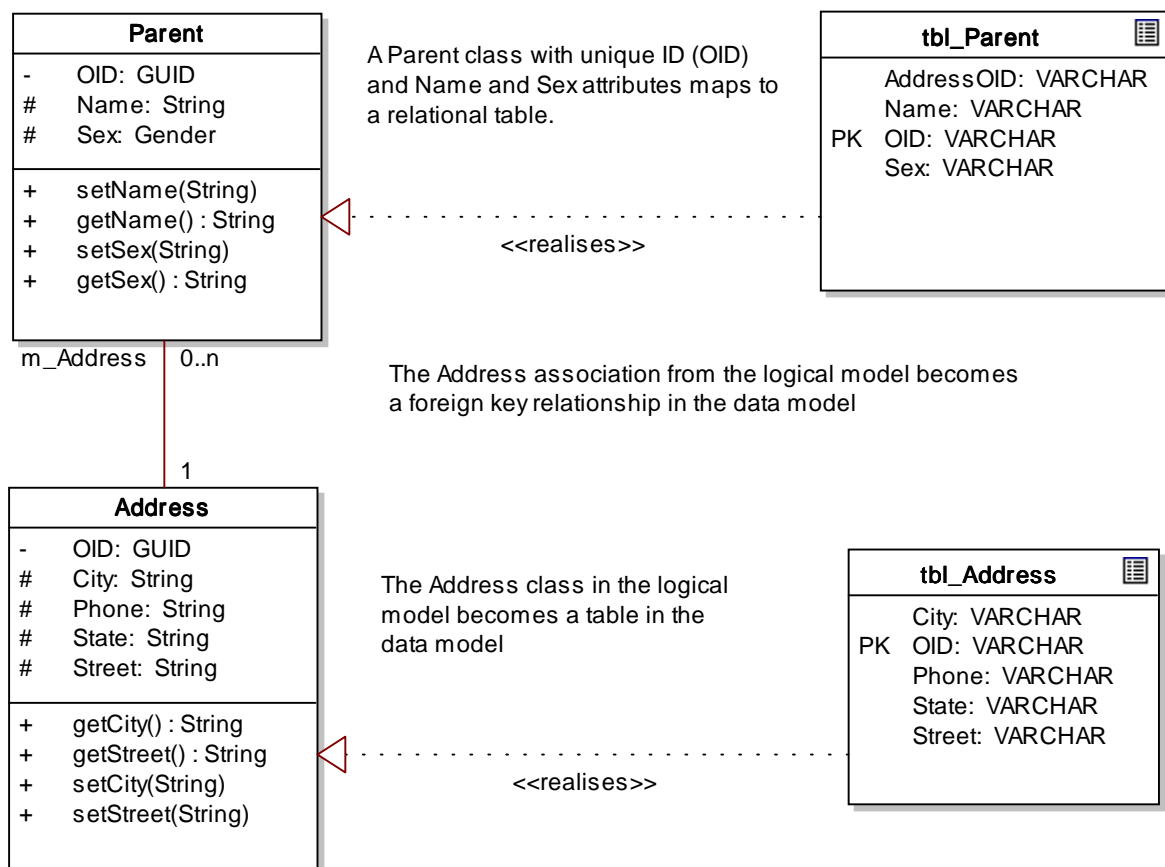 Parent
- OID: GUID
# Name: String
# Sex: Gender
+ setName(String)
+ getName() : String
+ setSex(String)
+ getSex() : String
A Parent class with unique ID (OID)
and Name and Sex attributes maps to
a relational table.
tbl_Parent
AddressOID: VARCHAR
Name: VARCHAR
PK OID: VARCHAR
Sex: VARCHAR
<<realises>>
m_Address 0..n
The Address association from the logical model becomes
a foreign key relationship in the data model
1
Address
- OID: GUID
# City: String
# Phone: String
# State: String
# Street: String
+ getCity() : String
+ getStreet() : String
+ setCity(String)
+ setStreet(String)
The Address class in the logical
model becomes a table in the
data model
tbl_Address
City: VARCHAR
PK OID: VARCHAR
Phone: VARCHAR
State: VARCHAR
Street: VARCHAR
<<realises>>